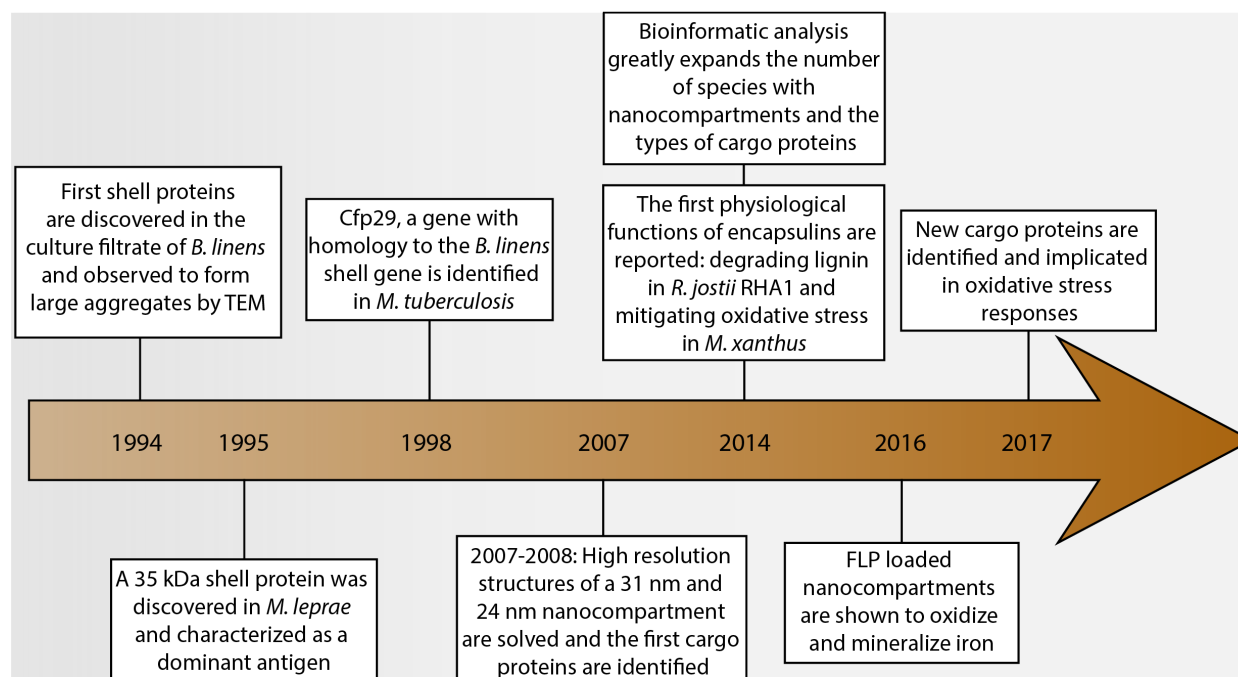 First shell proteins
are discovered in the
culture filtrate of B. linens
and observed to form
large aggregates by TEM
Cfp29, a gene with
homology to the B. linens
shell gene is identified
in M. tuberculosis
Bioinformatic analysis
greatly expands the number
of species with
nanocompartments and the
types of cargo proteins
The first physiological
functions of encapsulins are
reported: degrading lignin
in R. jostii RHA1 and
mitigating oxidative stress
in M. xanthus
New cargo proteins are
identified and implicated
in oxidative stress
responses
1994 1995 1998 2007 2014 2016 2017
A 35 kDa shell protein was
discovered in M. leprae
and characterized as a
dominant antigen
2007-2008: High resolution
structures of a 31 nm and
24 nm nanocompartment
are solved and the first cargo
proteins are identified
FLP loaded
nanocompartments
are shown to oxidize
and mineralize iron